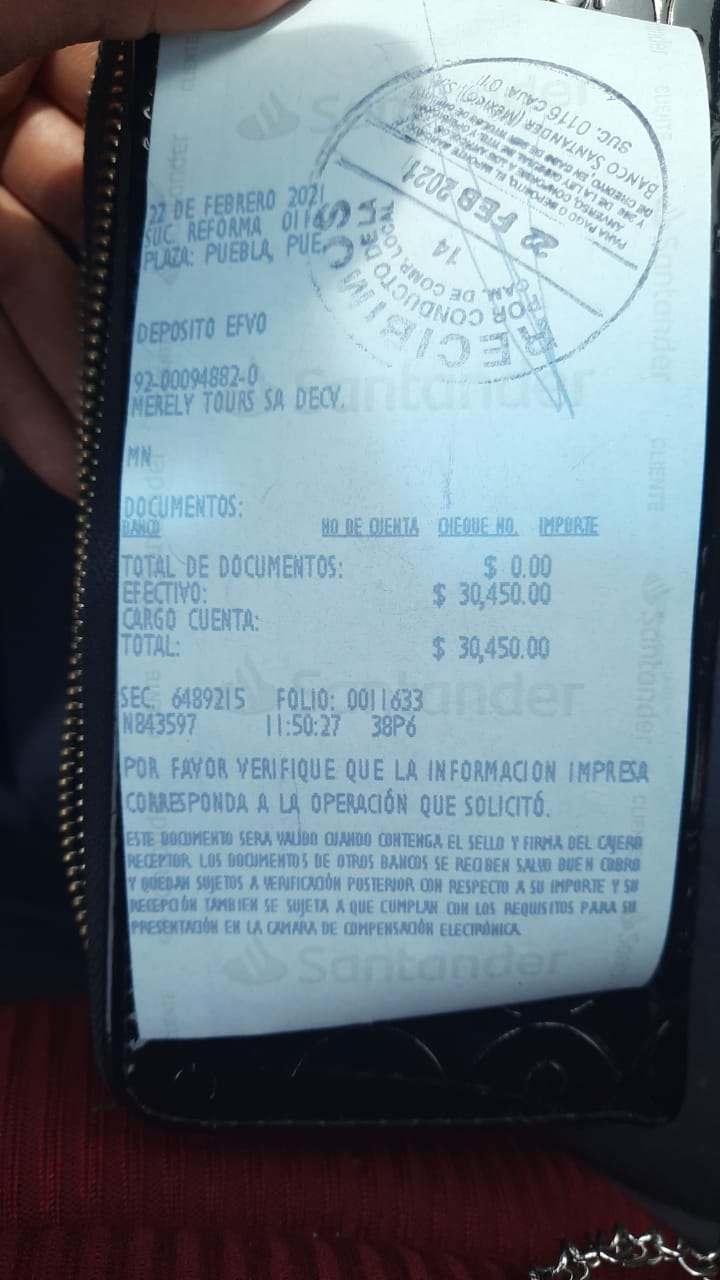 22 DE FEBRERO 2021
SUC. REFORMA 0116
PLAZA: PUEBLA, PUE.
DEPOSITO EFVO
92-00094882-0
MERELY TOURS SA DECV.
MN
DOCUMENTOS:
BANCO NO DE CUENTA CHEQUE NO. IMPORTE
TOTAL DE DOCUMENTOS: $ 0.00
EFECTIVO: $ 30,450.00
CARGO CUENTA:
TOTAL: $ 30,450.00
SEC. 6489215 FOLIO: 0011633
N843597 11:50:27 38P6
POR FAVOR VERIFIQUE QUE LA INFORMACION IMPRESA
CORRESPONDA A LA OPERACIÓN QUE SOLICITÓ.
ESTE DOCUMENTO SERA VALIDO CUANDO CONTENGA EL SELLO Y FIRMA DEL CAJERO
RECEPTOR. LOS DOCUMENTOS DE OTROS BANCOS SE RECIBEN SALVO BUEN COBRO
Y QUEDAN SUJETOS A VERIFICACIÓN POSTERIOR CON RESPECTO A SU IMPORTE Y SU
RECEPCIÓN TAMBIEN SE SUJETA A QUE CUMPLAN CON LOS REQUISITOS PARA SU
PRESENTACIÓN EN LA CAMARA DE COMPENSACIÓN ELECTRÓNICA.
RECIBIMOS
POR CONDUCTO DE LA
CAM. DE COMP. LOCAL
14
22 FEB 2021
BANCO SANTANDER (MÉXICO) S.A.
SUC. 0116 CAJA 07
Santander
Santander
Santander
Santander
CLIENTE